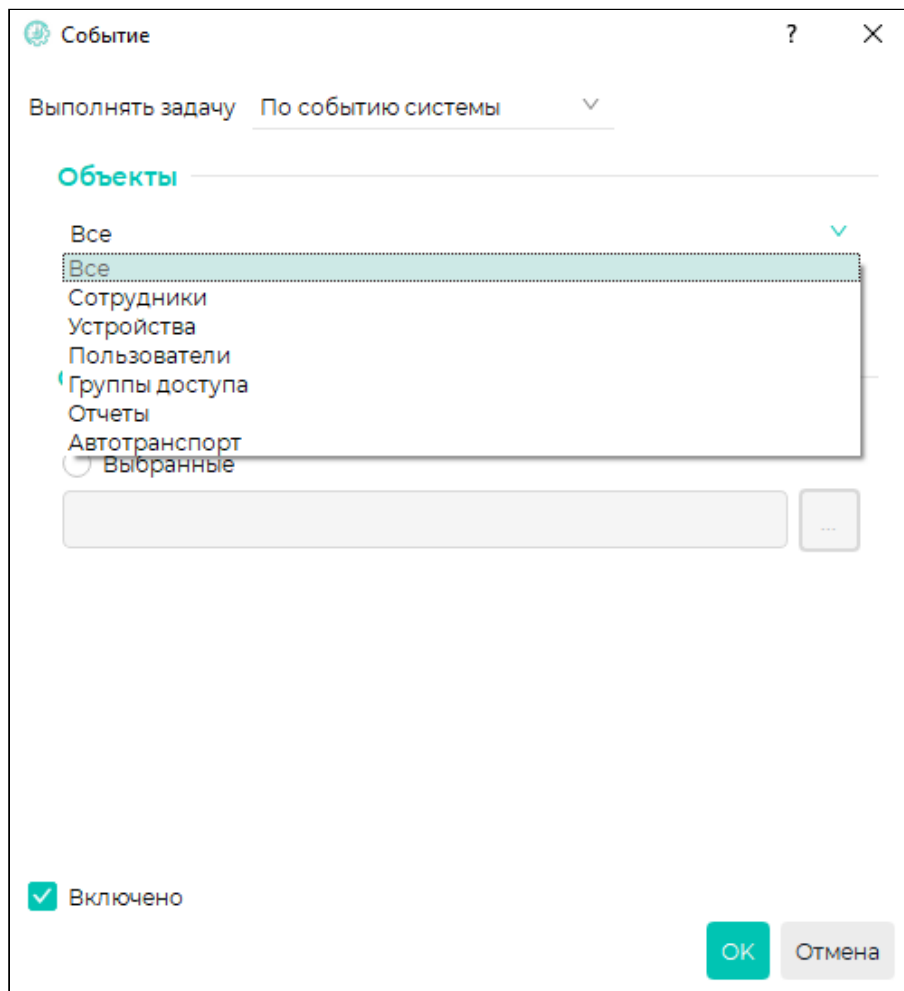 Событие ?
Выполнять задачу По событию системы
Объекты
Все
Все
Сотрудники
Устройства
Пользователи
Группы доступа
Отчеты
Автотранспорт
Выбранные
...
Включено
OK Отмена